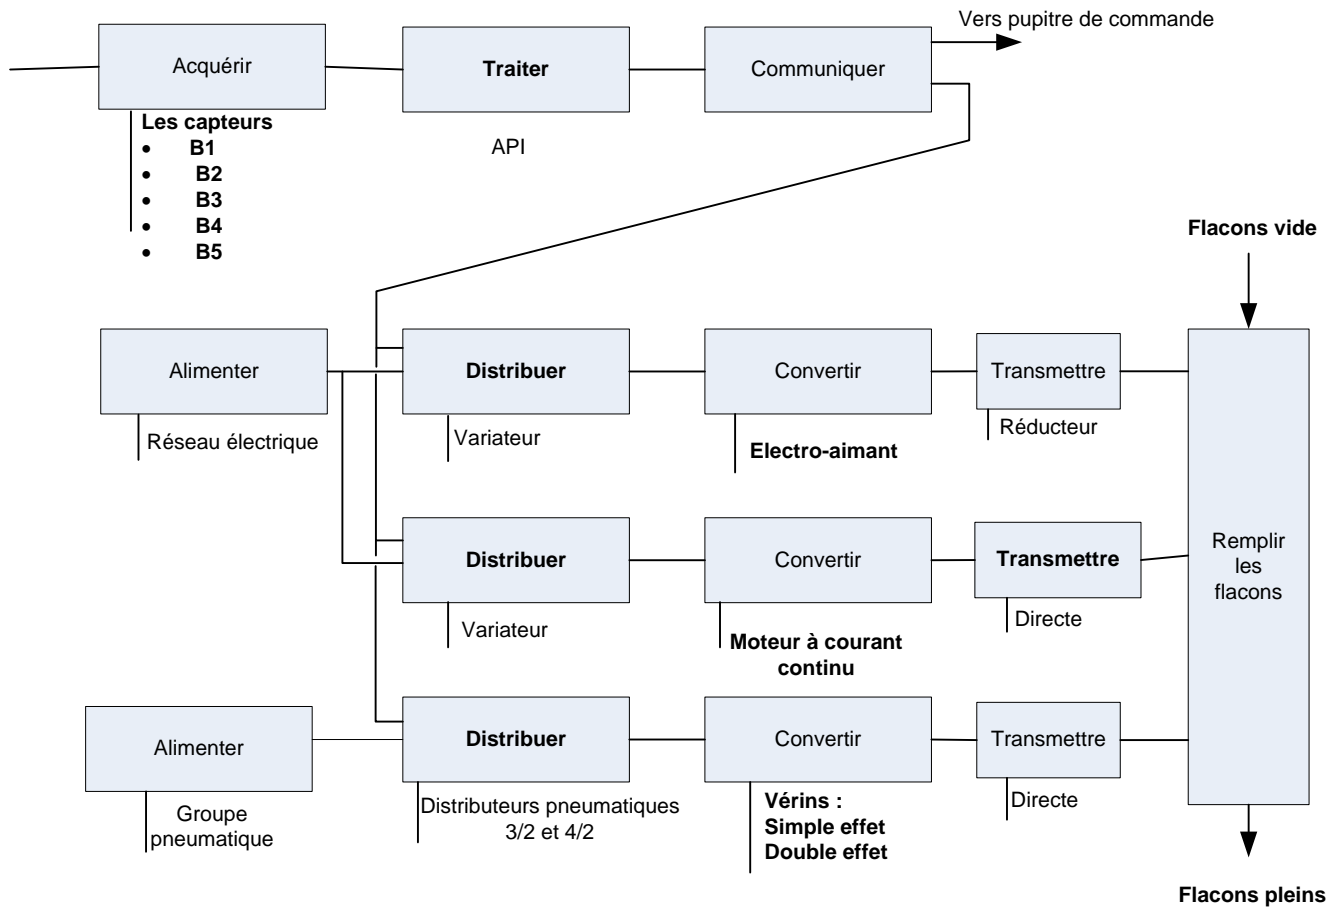 Vers pupitre de commande
Acquérir
Traiter
Communiquer
Les capteurs
• B1
• B2
• B3
• B4
• B5
API
Flacons vide
Alimenter
Distribuer
Convertir
Transmettre
Réseau électrique
Variateur
Electro-aimant
Réducteur
Distribuer
Convertir
Transmettre
Remplir
les
flacons
Variateur
Moteur à courant
continu
Directe
Alimenter
Distribuer
Convertir
Transmettre
Groupe
pneumatique
Distributeurs pneumatiques
3/2 et 4/2
Vérins :
Simple effet
Double effet
Directe
Flacons pleins